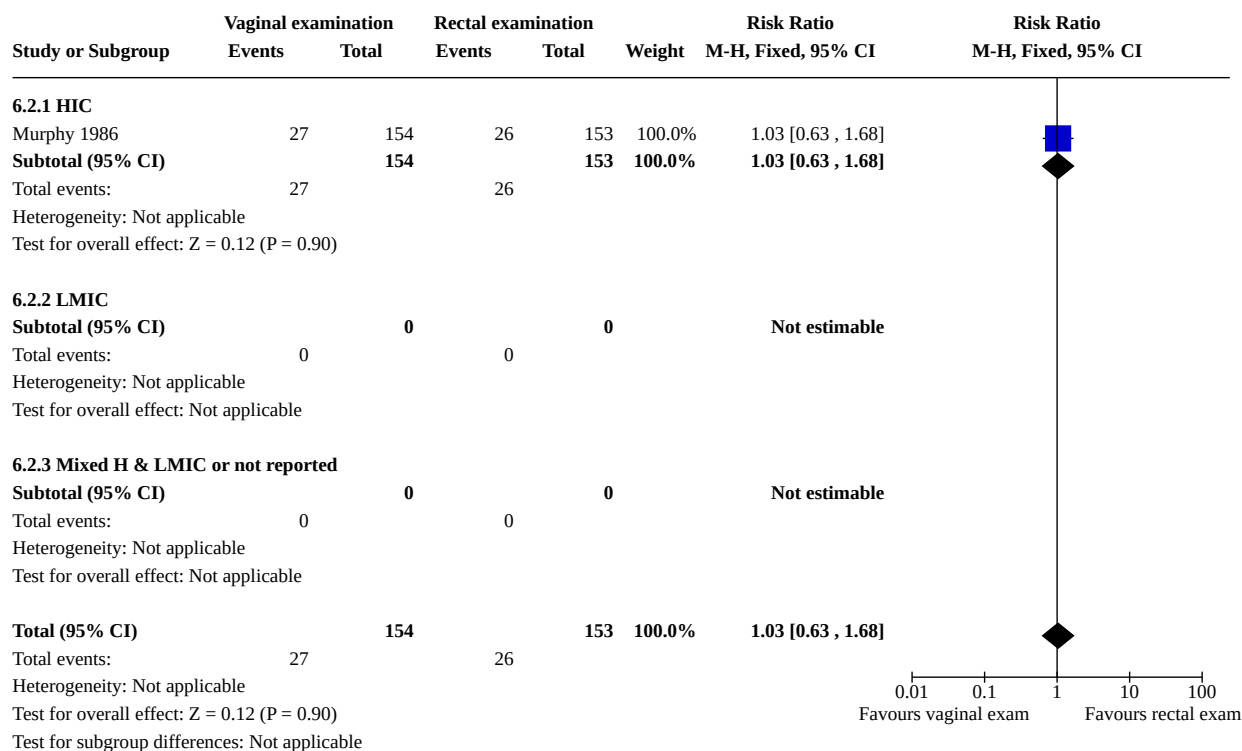 Vaginal examination Rectal examination Risk Ratio Risk Ratio
Study or Subgroup Events Total Events Total Weight M-H, Fixed, 95% CI M-H, Fixed, 95% CI
6.2.1 HIC
Murphy 1986 27 154 26 153 100.0% 1.03 [0.63 , 1.68]
Subtotal (95% CI) 154 153 100.0% 1.03 [0.63 , 1.68]
Total events: 27 26
Heterogeneity: Not applicable
Test for overall effect: Z = 0.12 (P = 0.90)
6.2.2 LMIC
Subtotal (95% CI) 0 0 Not estimable
Total events: 0 0
Heterogeneity: Not applicable
Test for overall effect: Not applicable
6.2.3 Mixed H & LMIC or not reported
Subtotal (95% CI) 0 0 Not estimable
Total events: 0 0
Heterogeneity: Not applicable
Test for overall effect: Not applicable
Total (95% CI) 154 153 100.0% 1.03 [0.63 , 1.68]
Total events: 27 26
Heterogeneity: Not applicable
0.01 0.1 1 10 100
Test for overall effect: Z = 0.12 (P = 0.90)
Favours vaginal exam Favours rectal exam
Test for subgroup differences: Not applicable